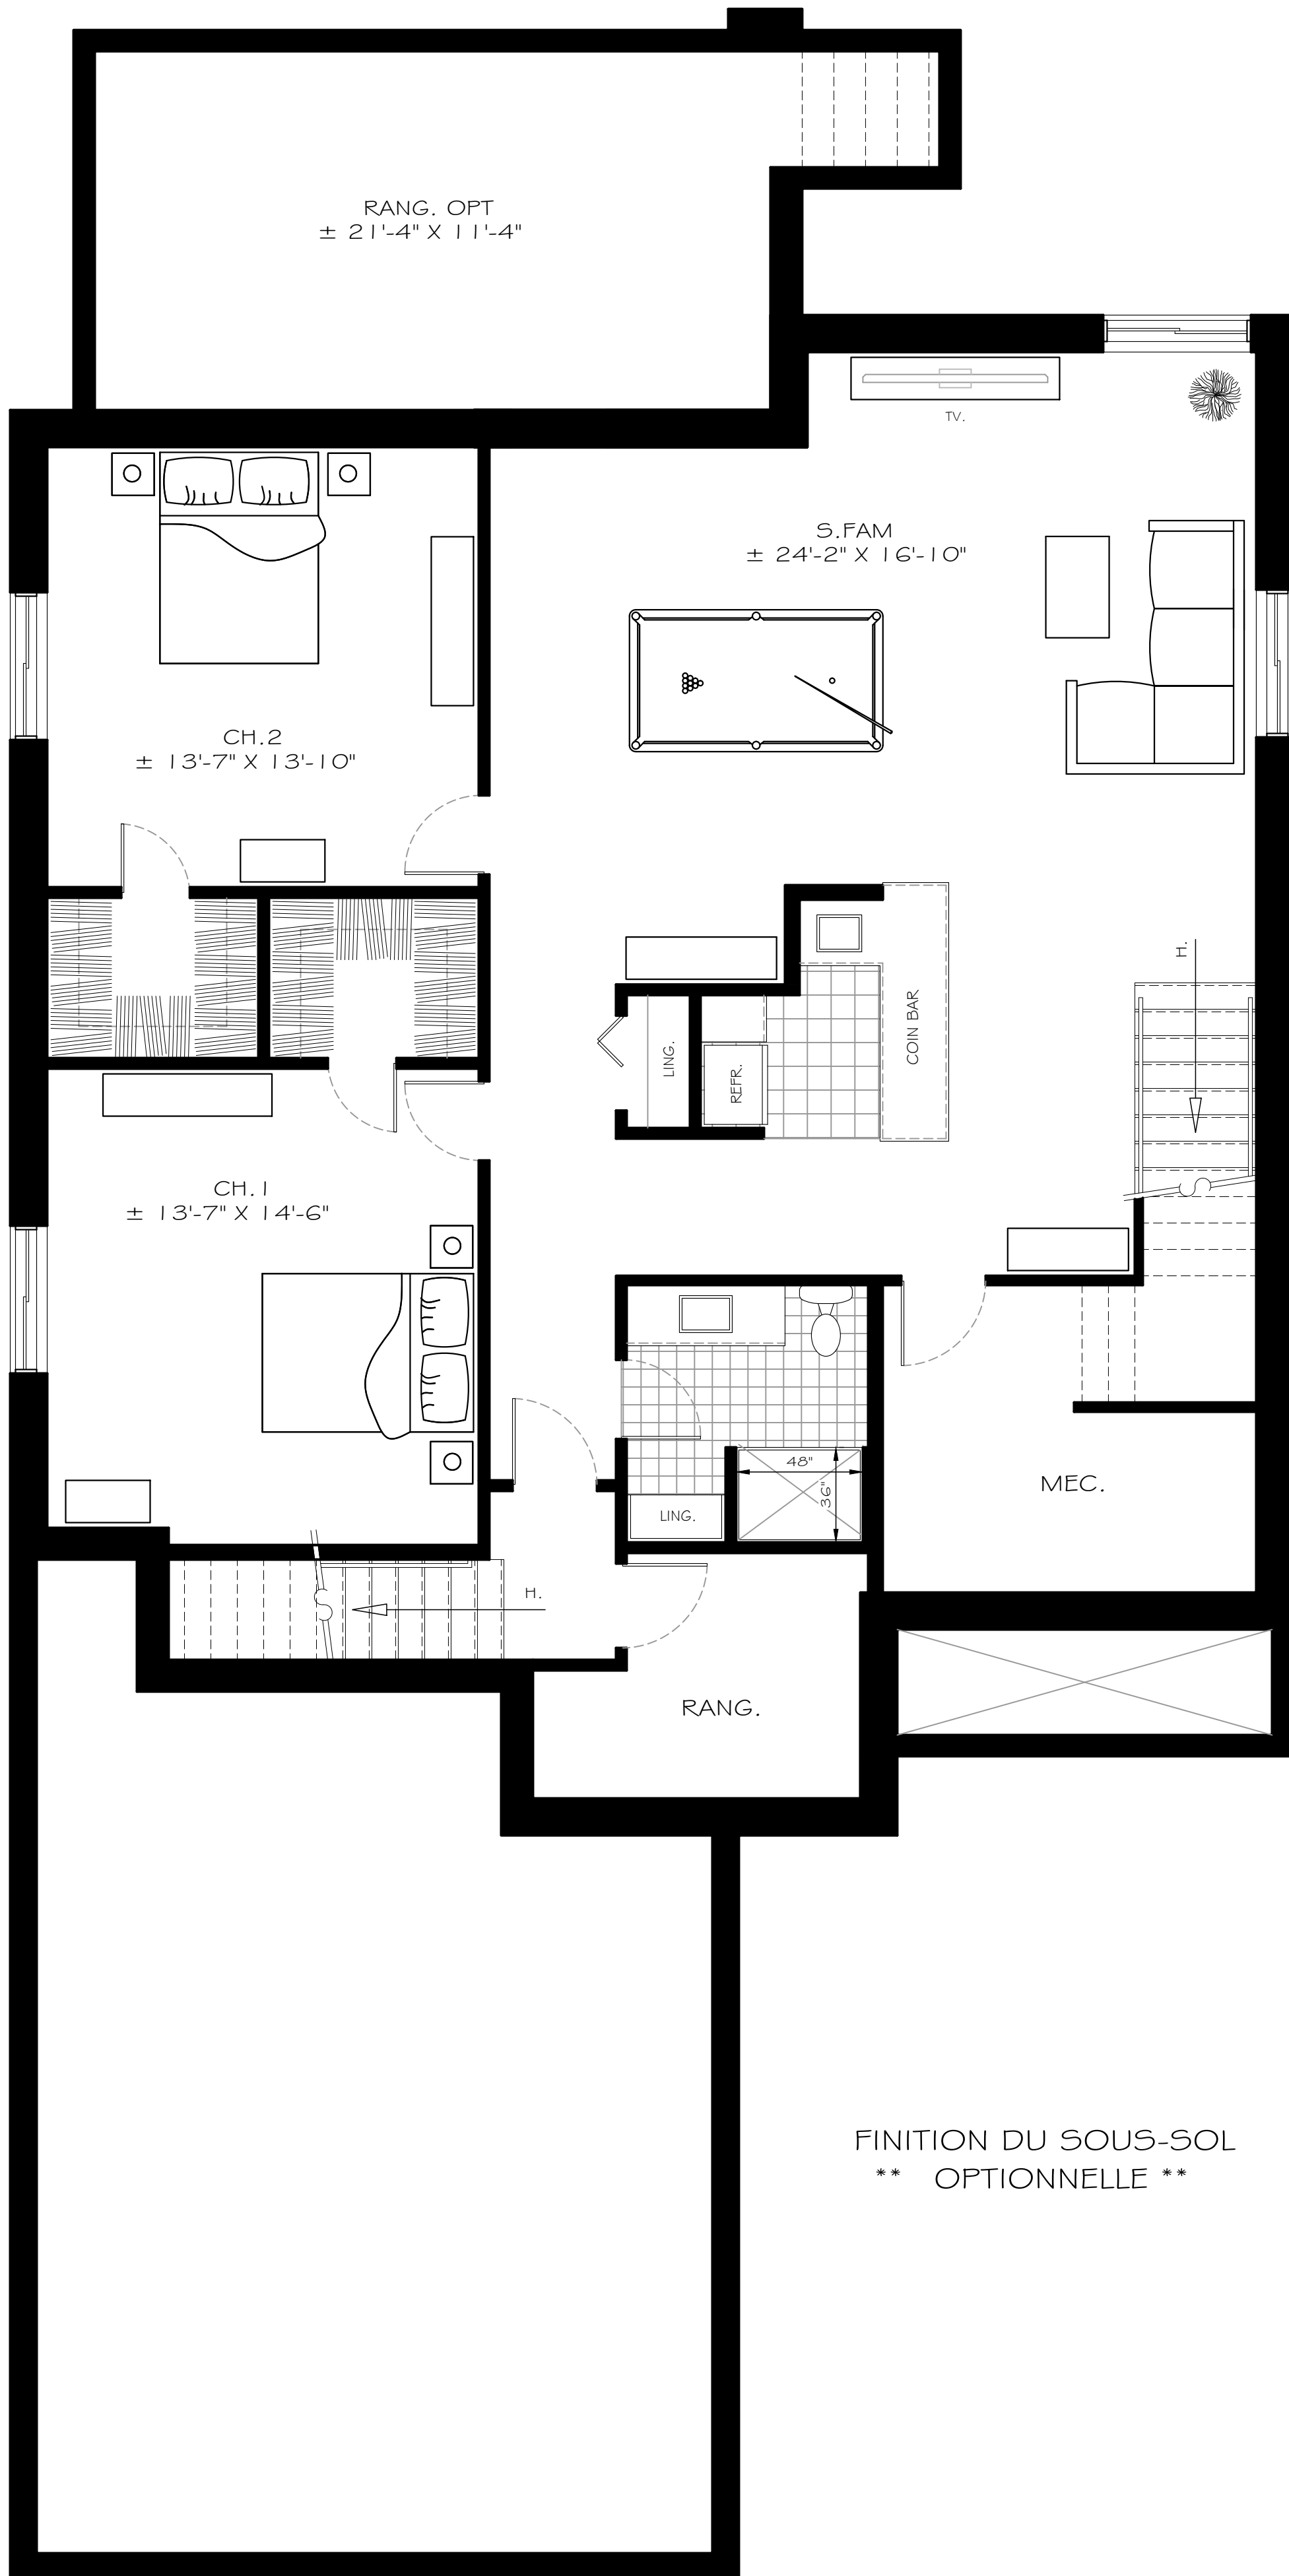 RANG. OPT
± 21'-4" X 11'-4"
TV.
S.FAM
± 24'-2" X 16'-10"
CH.2
± 13'-7" X 13'-10"
H.
COIN BAR
LING.
REFR.
CH.1
± 13'-7" X 14'-6"
48"
36"
MEC.
LING.
H.
RANG.
FINITION DU SOUS-SOL
** OPTIONNELLE **